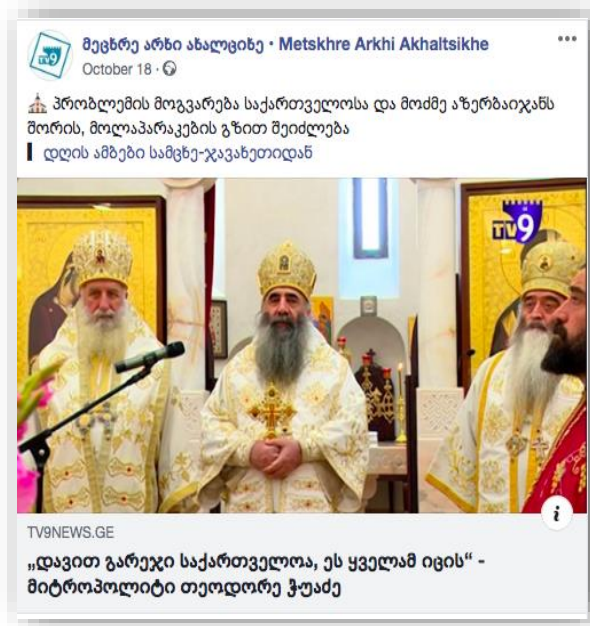 მეცხრე არხი ახალციხე • Metskhre Arkhi Akhaltsikhe
October 18 ·
პრობლემის მოგვარება საქართველოსა და მოძმე აზერბაიჯანს
შორის, მოლაპარაკების გზით შეიძლება
დღის ამბები სამცხე-ჯავახეთიდან
TV9
TV9NEWS.GE
„დავით გარეჯი საქართველოა, ეს ყველამ იცის“ -
მიტროპოლიტი თეოდორე ჭუაძე